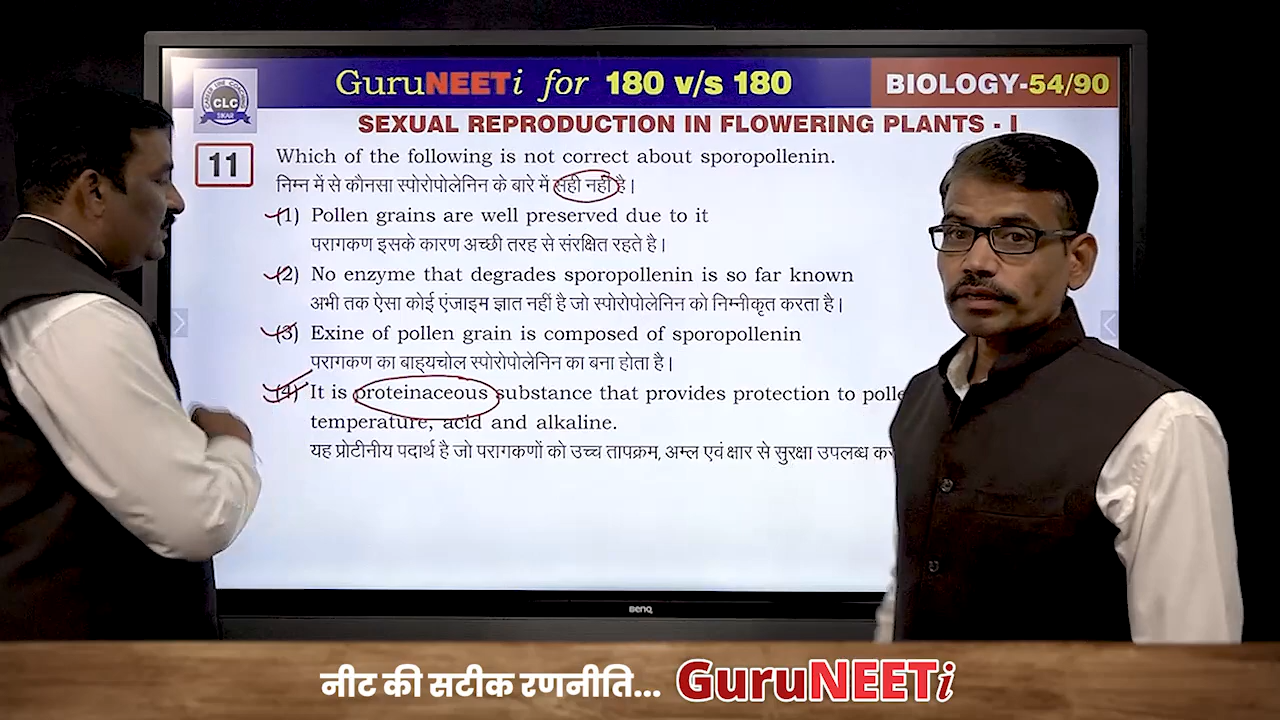 GuruNEETi for 180 v/s 180
BIOLOGY-54/90
CLC
SIKAR
SEXUAL REPRODUCTION IN FLOWERING PLANTS - I
11
Which of the following is not correct about sporopollenin.
निम्न में से कौनसा स्पोरोपोलेनिन के बारे में सही नहीं है।
(1) Pollen grains are well preserved due to it
परागकण इसके कारण अच्छी तरह से संरक्षित रहते है।
(2) No enzyme that degrades sporopollenin is so far known
अभी तक ऐसा कोई एंजाइम ज्ञात नहीं है जो स्पोरोपोलेनिन को निम्नीकृत करता है।
(3) Exine of pollen grain is composed of sporopollenin
परागकण का बाह्यचोल स्पोरोपोलेनिन का बना होता है।
(4) It is proteinaceous substance that provides protection to polle
temperature, acid and alkaline.
यह प्रोटीनीय पदार्थ है जो परागकणों को उच्च तापक्रम, अम्ल एवं क्षार से सुरक्षा उपलब्ध कर
BenQ
नीट की सटीक रणनीति... GuruNEETi